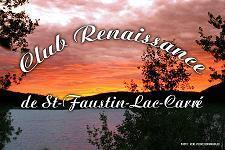 Club Renaissance
de St-Faustin-Lac-Carré